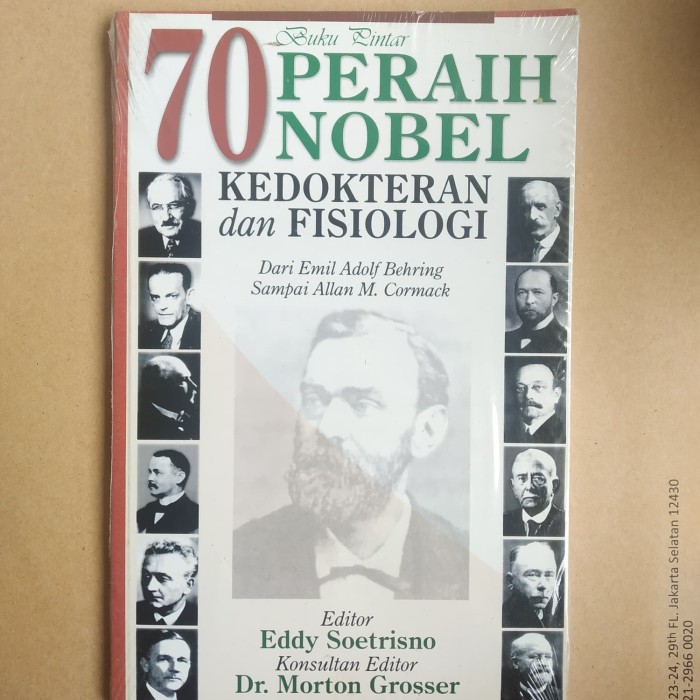 Buku Pintar
70 PERAIH
NOBEL
KEDOKTERAN
dan FISIOLOGI
Dari Emil Adolf Behring
Sampai Allan M. Cormack
Editor
Eddy Soetrisno
Konsultan Editor
Dr. Morton Grosser
23-24, 29th FL. Jakarta Selatan 12430
-2966 0020